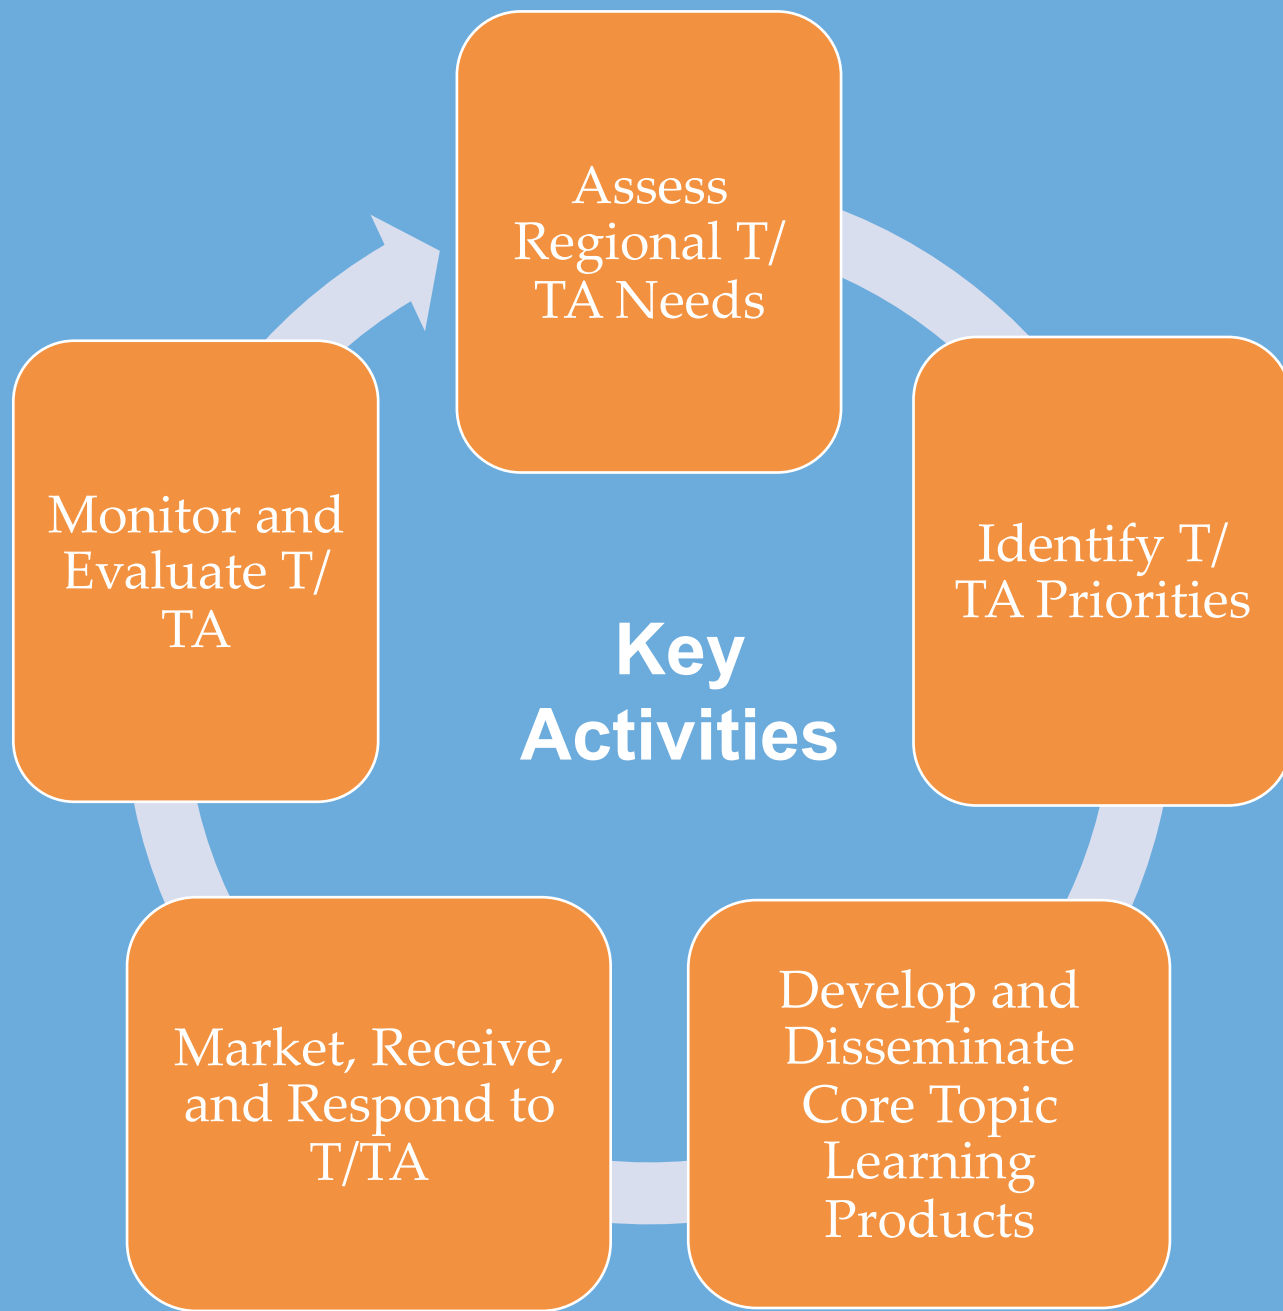 Assess
Regional T/
TA Needs
Identify T/
TA Priorities
Develop and
Disseminate
Core Topic
Learning
Products
Market, Receive,
and Respond to
T/TA
Monitor and
Evaluate T/
TA
Key
Activities